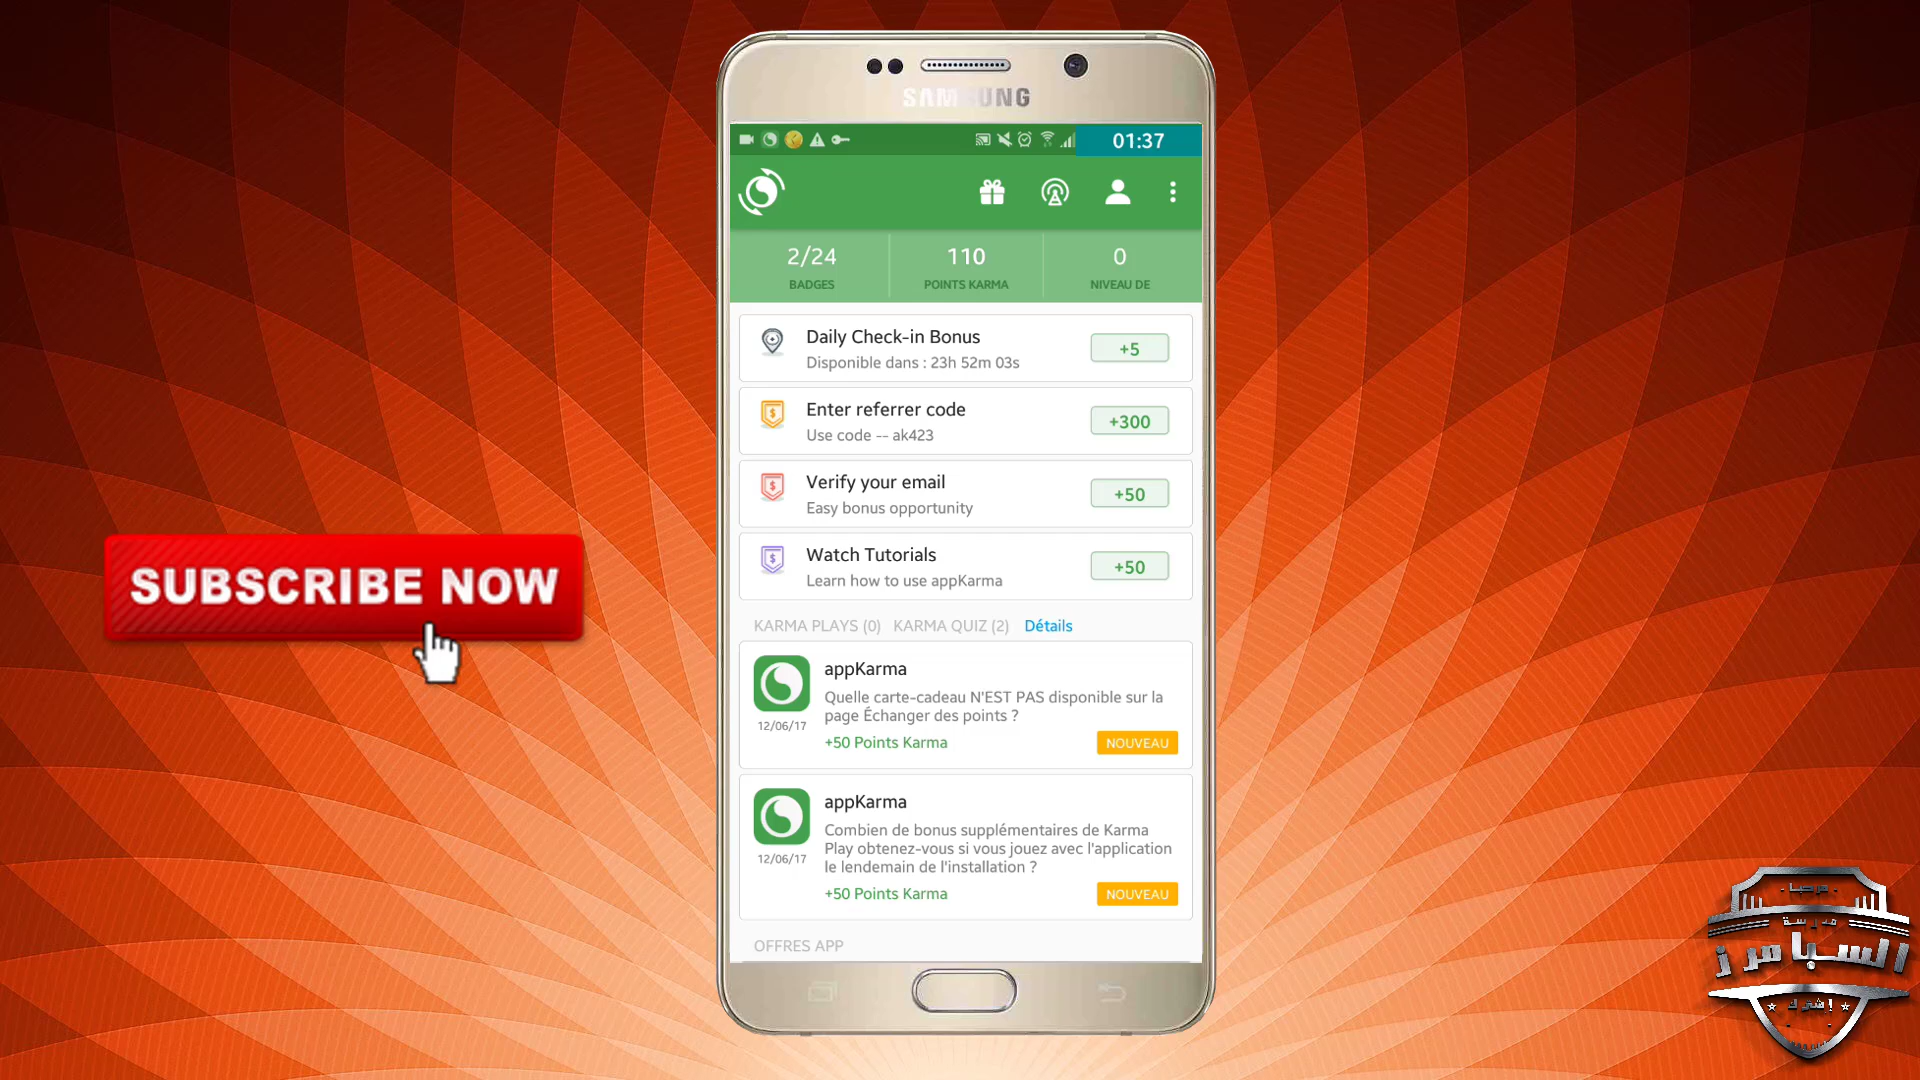 SAMSUNG
01:37
2/24
BADGES
110
POINTS KARMA
0
NIVEAU DE
Daily Check-in Bonus
Disponible dans : 23h 52m 03s
+5
Enter referrer code
Use code -- ak423
+300
Verify your email
Easy bonus opportunity
+50
Watch Tutorials
Learn how to use appKarma
+50
KARMA PLAYS (0) KARMA QUIZ (2) Détails
appKarma
Quelle carte-cadeau N'EST PAS disponible sur la
page Échanger des points ?
12/06/17
+50 Points Karma
NOUVEAU
appKarma
Combien de bonus supplémentaires de Karma
Play obtenez-vous si vous jouez avec l'application
le lendemain de l'installation ?
12/06/17
+50 Points Karma
NOUVEAU
OFFRES APP
SUBSCRIBE NOW
مدرسة
السبامرز
إشترك